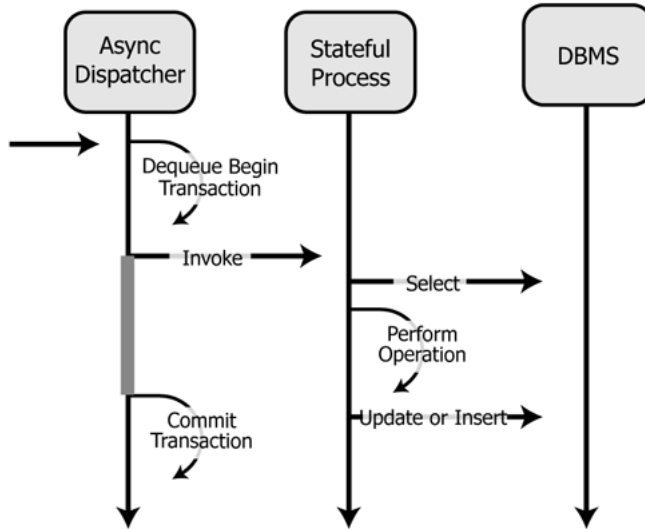 Async
Dispatcher
Stateful
Process
DBMS
Dequeue Begin
Transaction
Invoke
Select
Perform
Operation
Update or Insert
Commit
Transaction